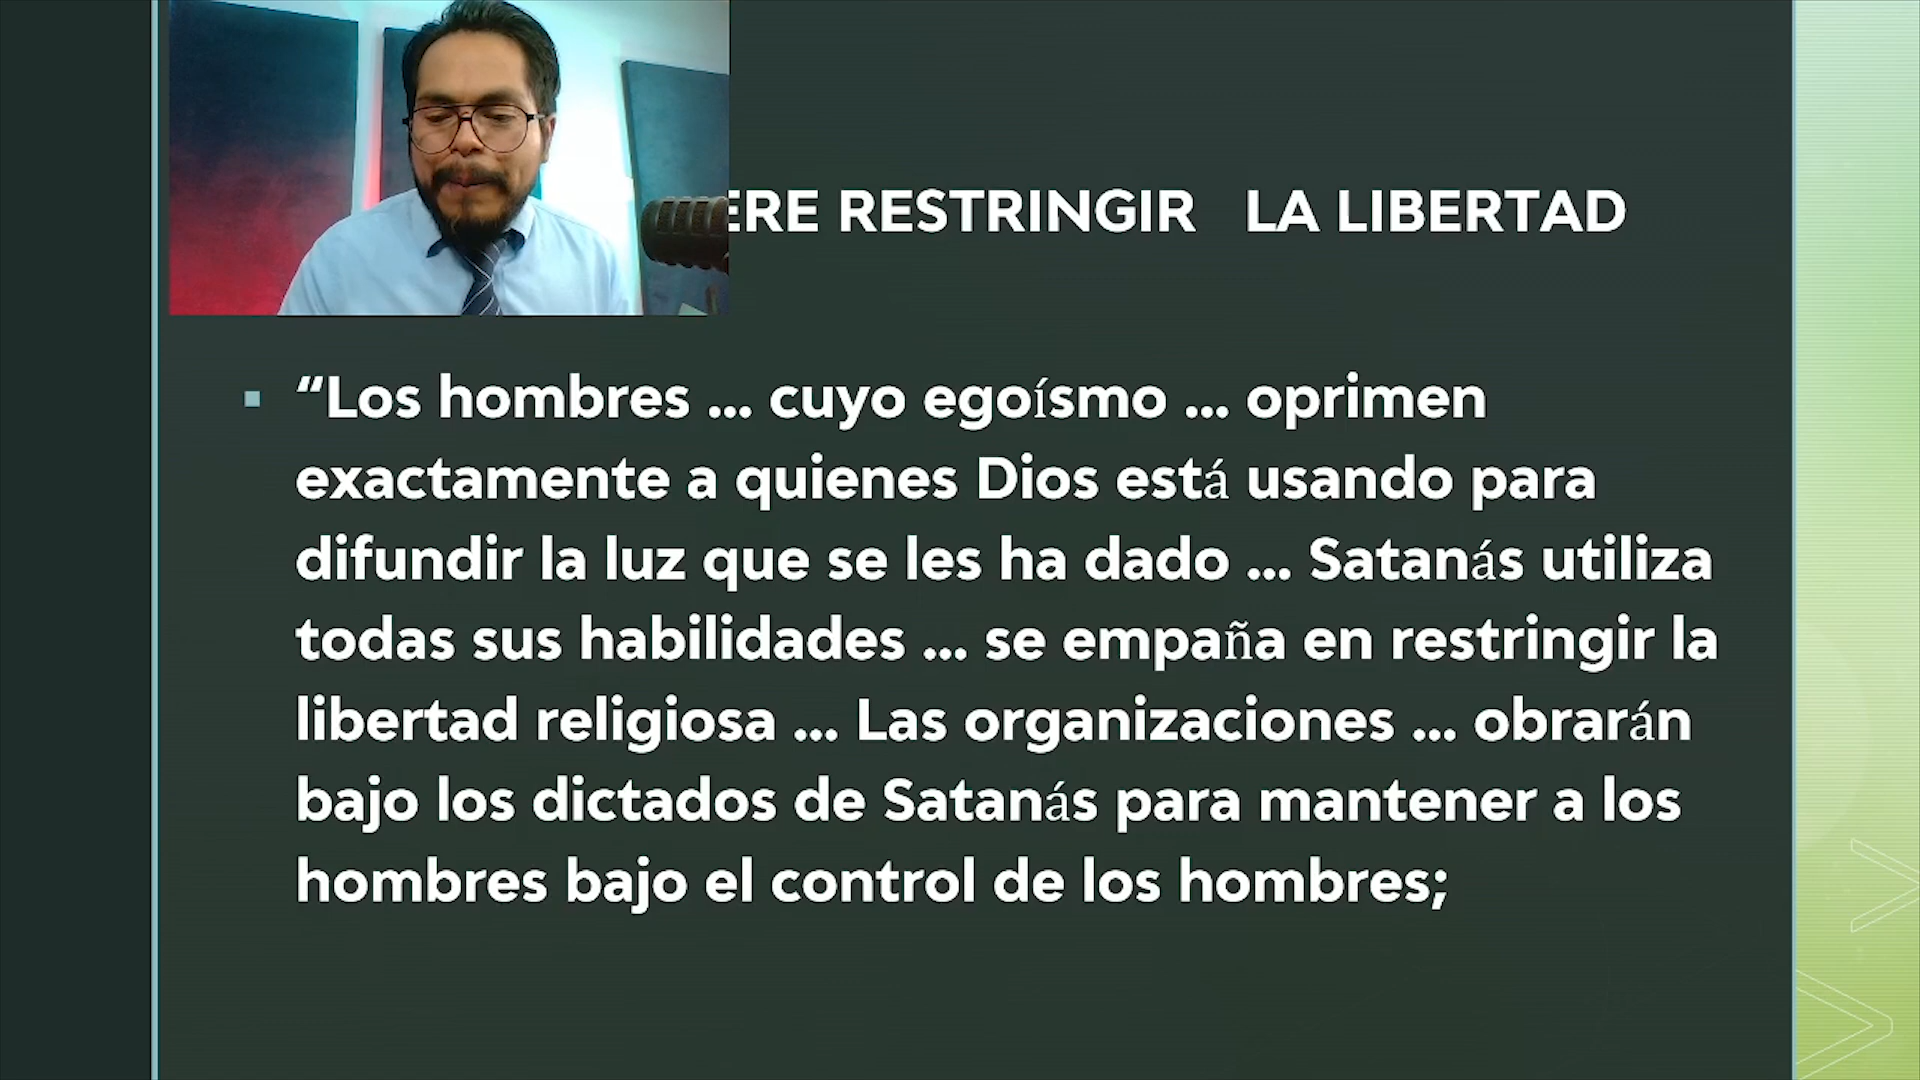 ERE RESTRINGIR LA LIBERTAD
“Los hombres ... cuyo egoísmo ... oprimen
exactamente a quienes Dios está usando para
difundir la luz que se les ha dado ... Satanás utiliza
todas sus habilidades ... se empaña en restringir la
libertad religiosa ... Las organizaciones ... obrarán
bajo los dictados de Satanás para mantener a los
hombres bajo el control de los hombres;